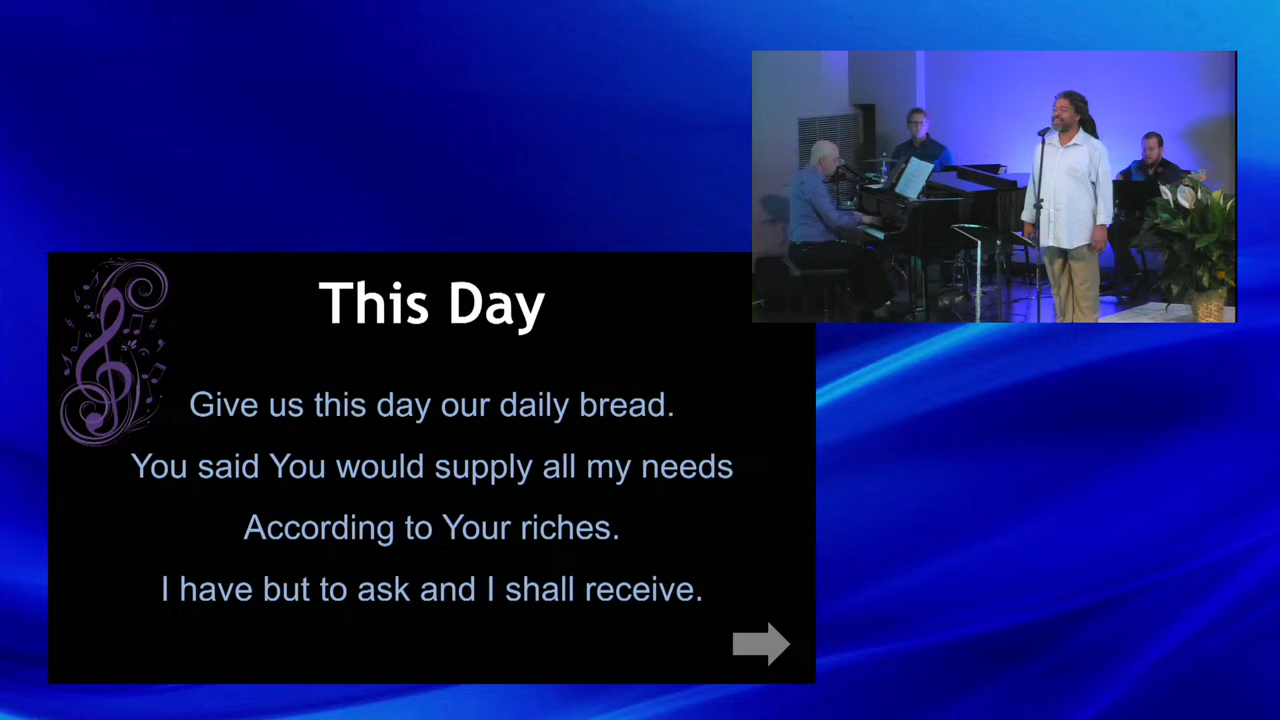 This Day
Give us this day our daily bread.
You said You would supply all my needs
According to Your riches.
I have but to ask and I shall receive.